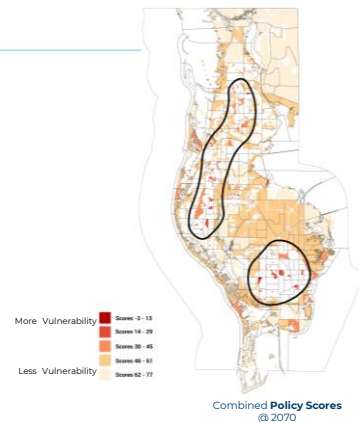 More Vulnerability
Scores -3 - 13
Scores 14 - 29
Scores 30 - 45
Scores 46 - 61
Less Vulnerability
Scores 62 - 77
Combined Policy Scores
@ 2070